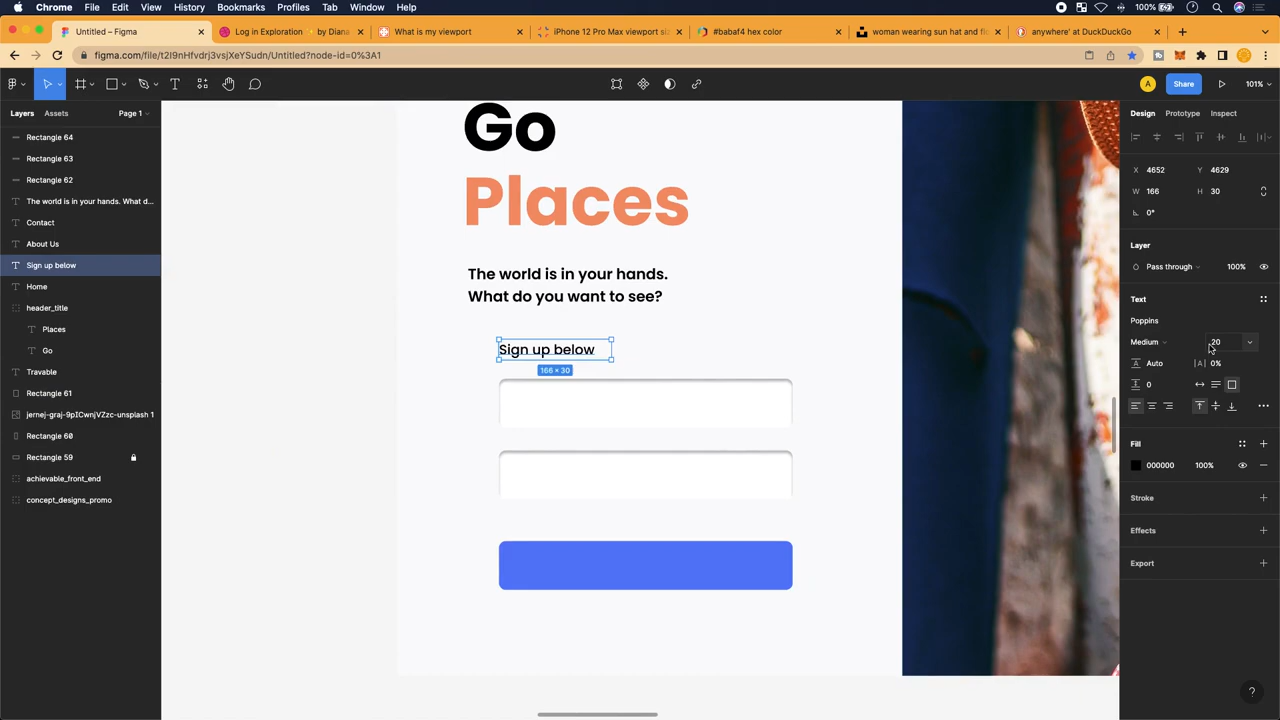 Chrome File Edit View History Bookmarks Profiles Tab Window Help 100%
Untitled – Figma
Log in Exploration ✨ by Diana
What is my viewport
iPhone 12 Pro Max viewport si
#babaf4 hex color
woman wearing sun hat and fl
anywhere' at DuckDuckGo
figma.com/file/t2I9nHfvdrj3vsjXeYSudn/Untitled?node-id=0%3A1
A
Share
101%
Layers Assets Page 1
Rectangle 64
Rectangle 63
Rectangle 62
The world is in your hands. What d...
Contact
About Us
Sign up below
Home
header_title
Places
Go
Travable
Rectangle 61
jernej-graj-9pICwnjVZzc-unsplash 1
Rectangle 60
Rectangle 59
achievable_front_end
concept_designs_promo
Go
Places
The world is in your hands.
What do you want to see?
Sign up below
166 × 30
Design Prototype Inspect
X 4652 Y 4629
W 166 H 30
0°
Layer
Pass through 100%
Text
Poppins
Medium 20
Auto |A| 0%
0
Fill
000000 100%
Stroke
Effects
Export
?